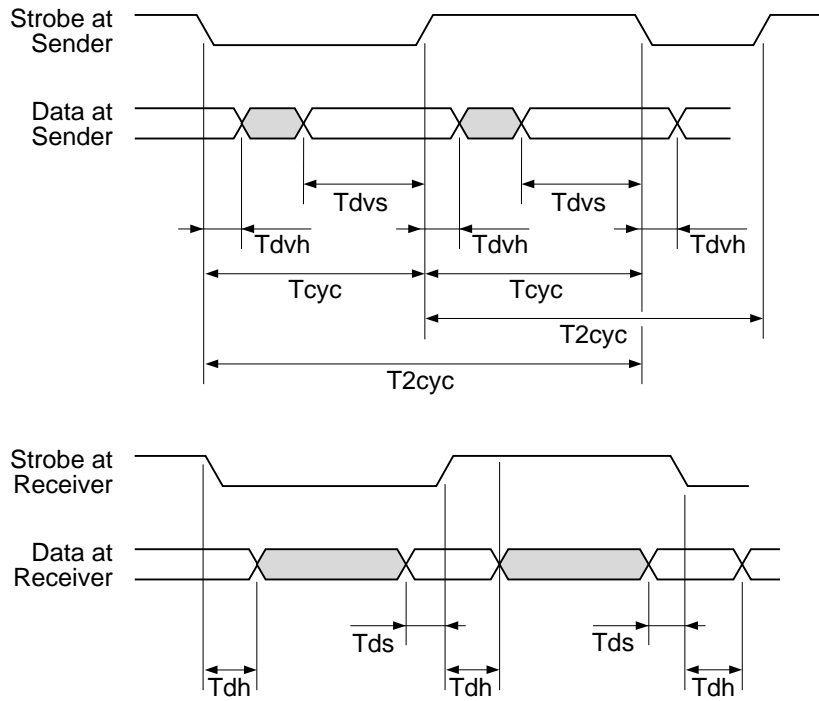 Strobe at
Sender
Data at
Sender
Tdvs Tdvs
Tdvh Tdvh Tdvh
Tcyc Tcyc
T2cyc
T2cyc
Strobe at
Receiver
Data at
Receiver
Tds Tds
Tdh Tdh Tdh